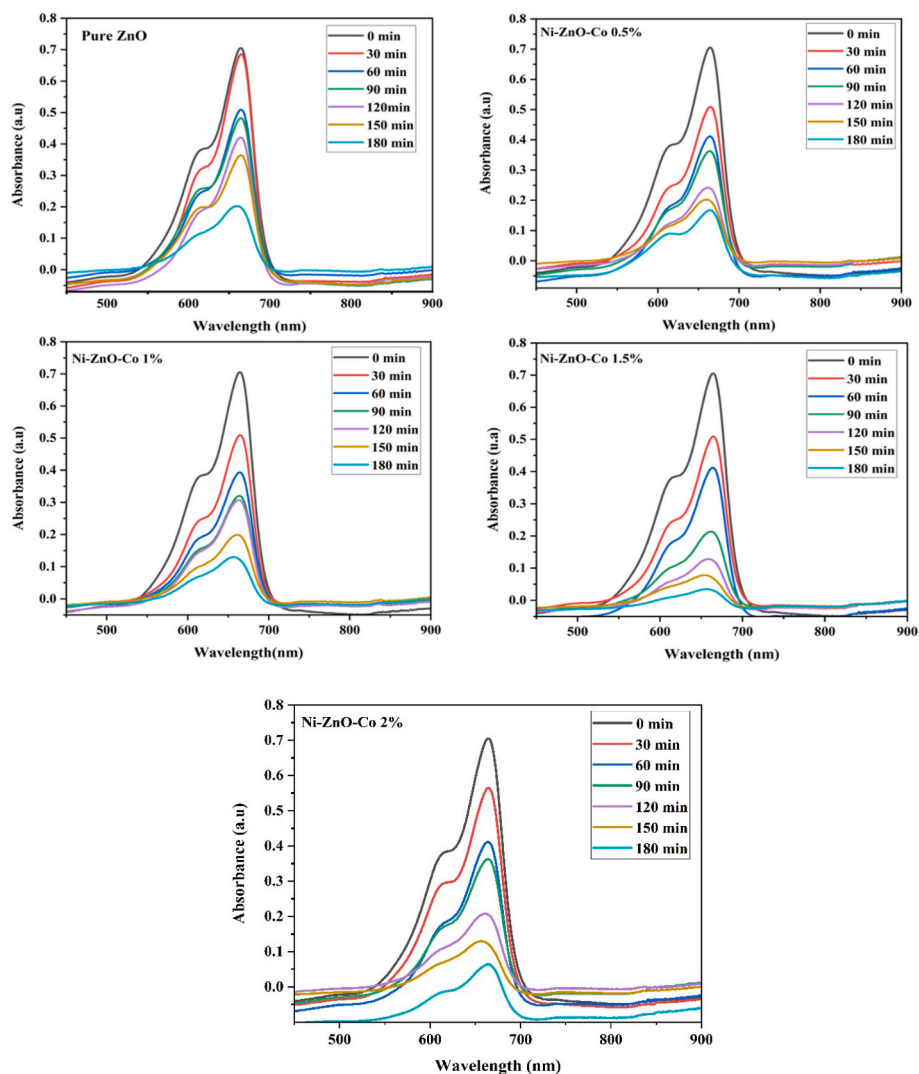 Pure ZnO
0 min
30 min
60 min
90 min
120min
150 min
180 min
0.8
0.7
0.6
0.5
0.4
0.3
0.2
0.1
0.0
Absorbance (a.u)
500
600
700
800
900
Wavelength (nm)
Ni-ZnO-Co 0.5%
0 min
30 min
60 min
90 min
120 min
150 min
180 min
0.8
0.7
0.6
0.5
0.4
0.3
0.2
0.1
0.0
Absorbance (a.u)
500
600
700
800
900
Wavelength (nm)
Ni-ZnO-Co 1%
0 min
30 min
60 min
90 min
120 min
150 min
180 min
0.8
0.7
0.6
0.5
0.4
0.3
0.2
0.1
0.0
Absorbance (a.u)
500
600
700
800
900
Wavelength(nm)
Ni-ZnO-Co 1.5%
0 min
30 min
60 min
90 min
120 min
150 min
180 min
0.8
0.7
0.6
0.5
0.4
0.3
0.2
0.1
0.0
Absorbance (u.a)
500
600
700
800
900
Wavelength (nm)
Ni-ZnO-Co 2%
0 min
30 min
60 min
90 min
120 min
150 min
180 min
0.8
0.7
0.6
0.5
0.4
0.3
0.2
0.1
0.0
Absorbance (a.u)
500
600
700
800
900
Wavelength (nm)